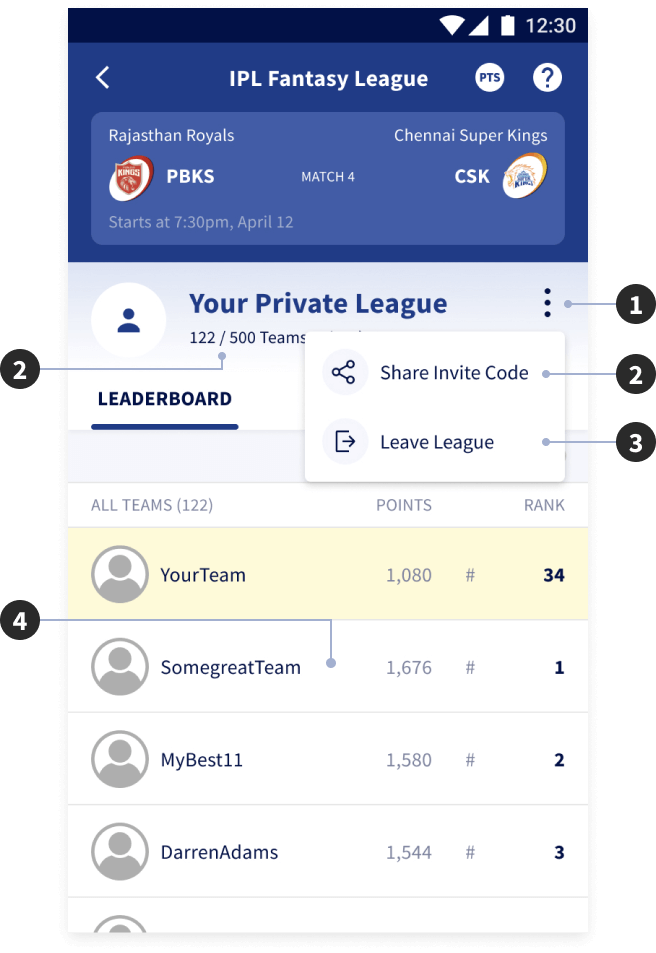 12:30
IPL Fantasy League
PTS
?
Rajasthan Royals
Chennai Super Kings
KINGS
PBKS
MATCH 4
CSK
Starts at 7:30pm, April 12
Your Private League
1
122 / 500 Teams
2
Share Invite Code
2
LEADERBOARD
Leave League
3
ALL TEAMS (122)
POINTS
RANK
YourTeam
1,080
#
34
4
SomegreatTeam
1,676
#
1
MyBest11
1,580
#
2
DarrenAdams
1,544
#
3